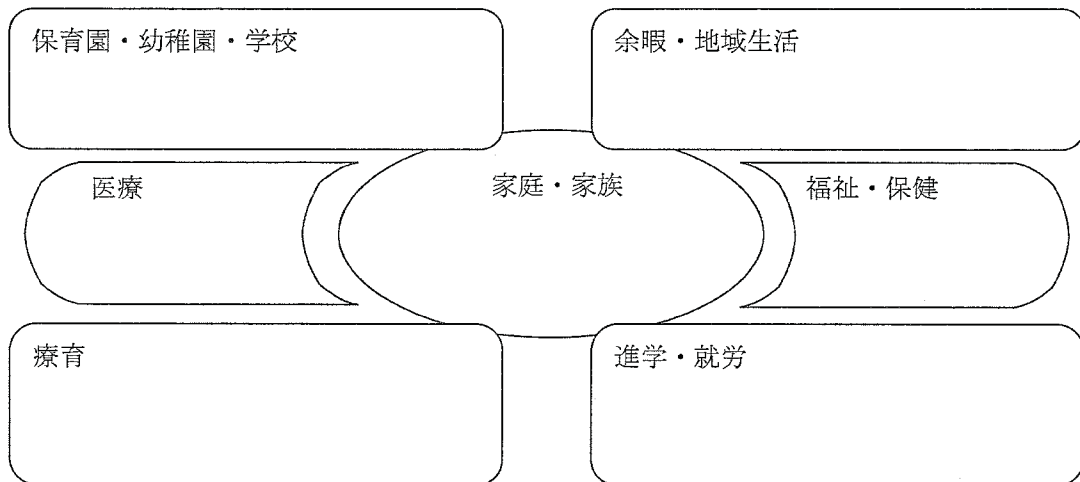 保育園・幼稚園・学校
余暇・地域生活
医療
家庭・家族
福祉・保健
療育
進学・就労